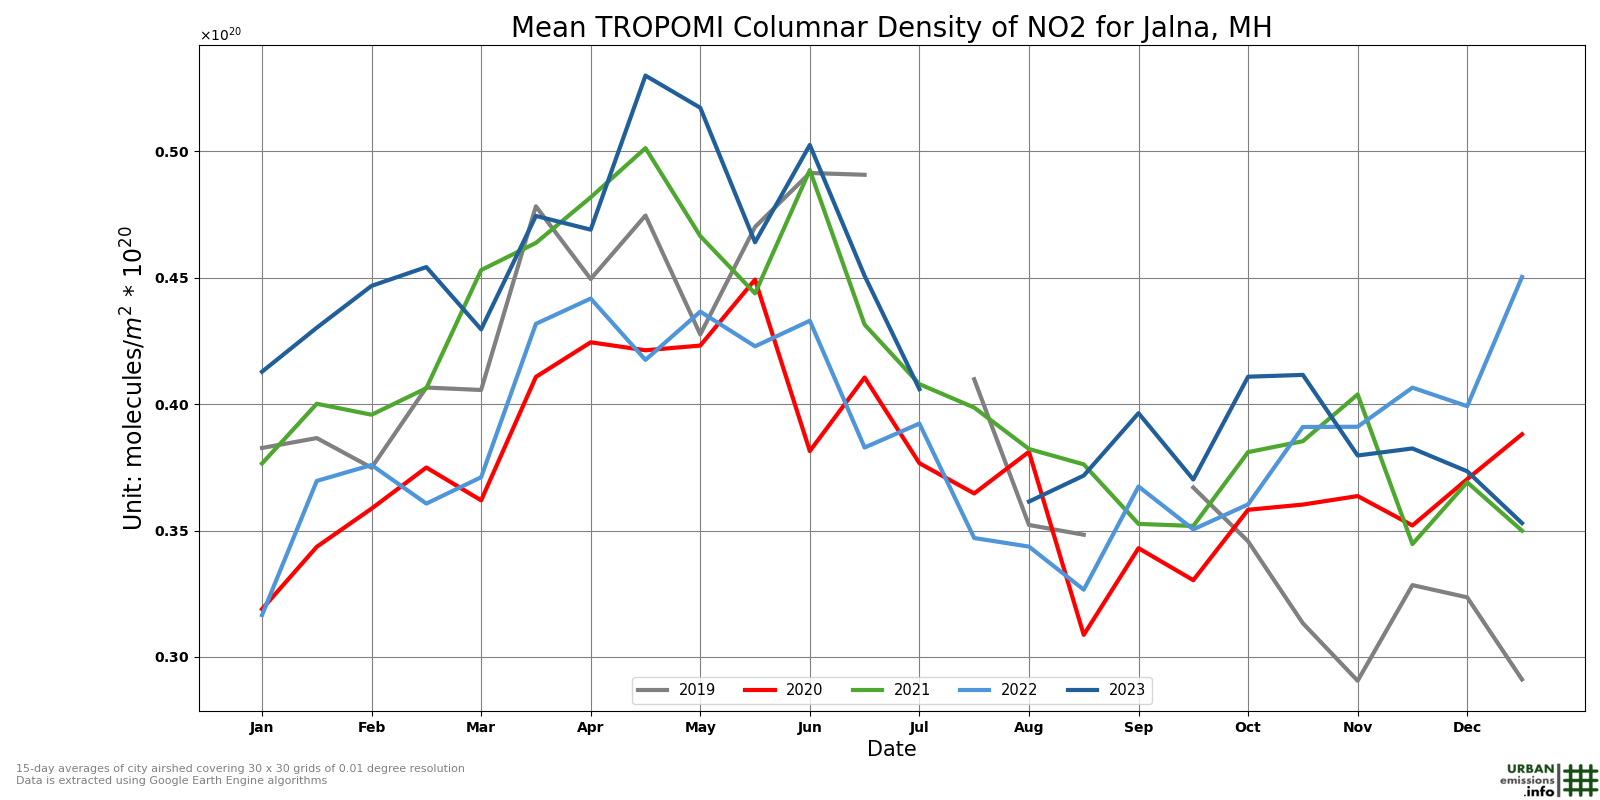 Mean TROPOMI Columnar Density of NO2 for Jalna, MH
×10²⁰
Unit: molecules/m² * 10²⁰
0.50
0.45
0.40
0.35
0.30
2019 2020 2021 2022 2023
Jan Feb Mar Apr May Jun Jul Aug Sep Oct Nov Dec
Date
15-day averages of city airshed covering 30 x 30 grids of 0.01 degree resolution
Data is extracted using Google Earth Engine algorithms
URBAN
emissions
.info